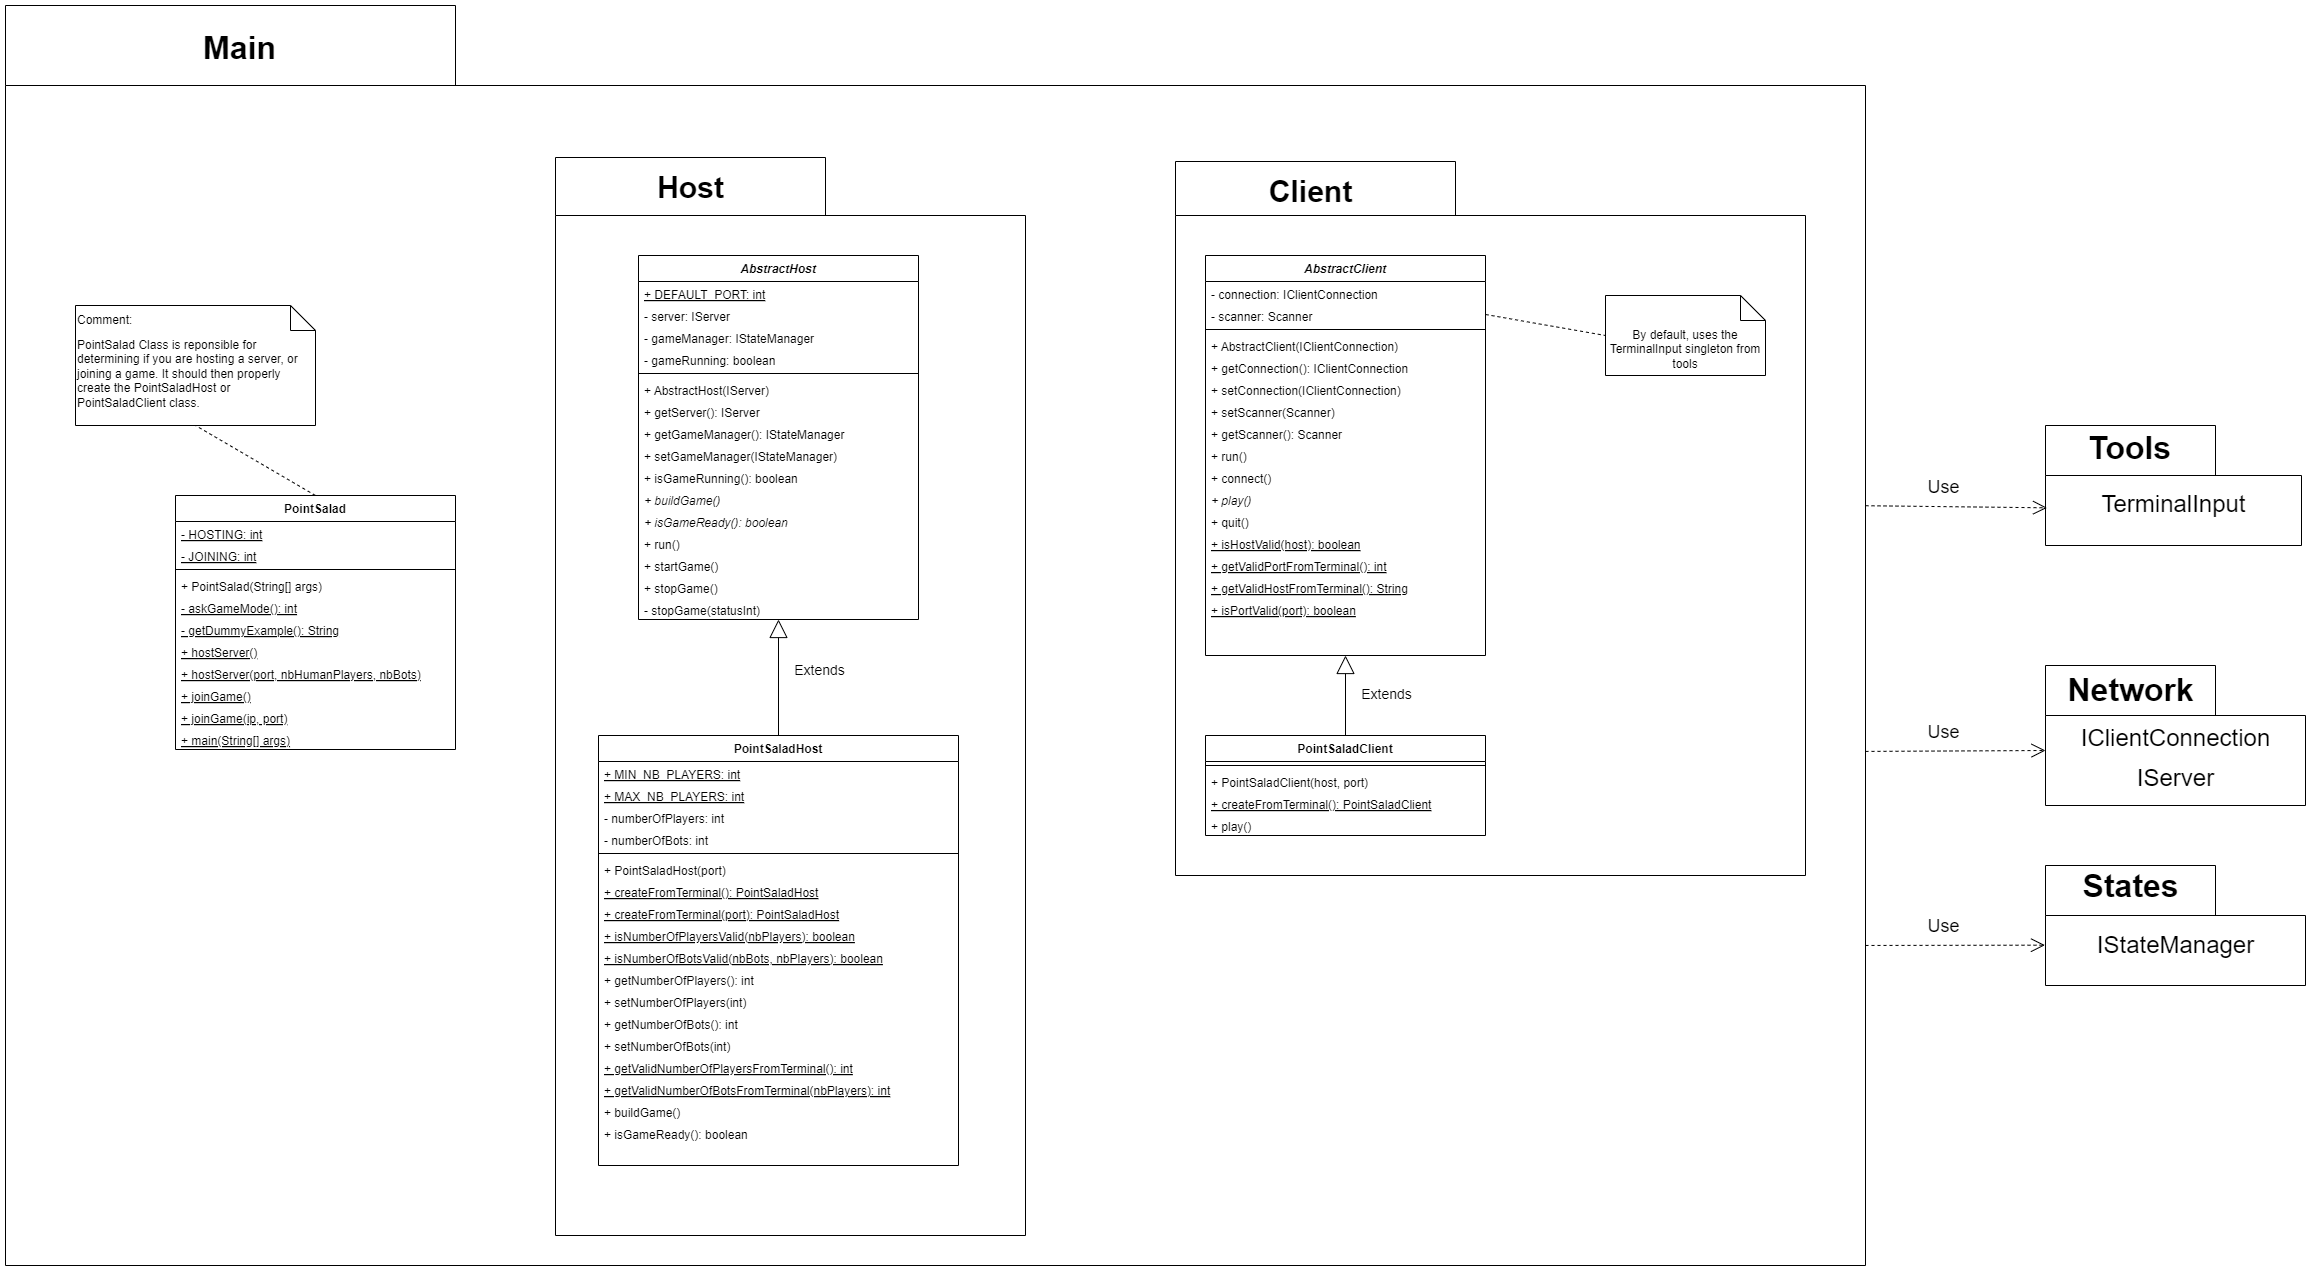 Main
Comment:
PointSalad Class is reponsible for
determining if you are hosting a server, or
joining a game. It should then properly
create the PointSaladHost or
PointSaladClient class.
PointSalad
- HOSTING: int
- JOINING: int
+ PointSalad(String[] args)
- askGameMode(): int
- getDummyExample(): String
+ hostServer()
+ hostServer(port, nbHumanPlayers, nbBots)
+ joinGame()
+ joinGame(ip, port)
+ main(String[] args)
Host
AbstractHost
+ DEFAULT_PORT: int
- server: IServer
- gameManager: IStateManager
- gameRunning: boolean
+ AbstractHost(IServer)
+ getServer(): IServer
+ getGameManager(): IStateManager
+ setGameManager(IStateManager)
+ isGameRunning(): boolean
+ buildGame()
+ isGameReady(): boolean
+ run()
+ startGame()
+ stopGame()
- stopGame(statusInt)
Extends
PointSaladHost
+ MIN_NB_PLAYERS: int
+ MAX_NB_PLAYERS: int
- numberOfPlayers: int
- numberOfBots: int
+ PointSaladHost(port)
+ createFromTerminal(): PointSaladHost
+ createFromTerminal(port): PointSaladHost
+ isNumberOfPlayersValid(nbPlayers): boolean
+ isNumberOfBotsValid(nbBots, nbPlayers): boolean
+ getNumberOfPlayers(): int
+ setNumberOfPlayers(int)
+ getNumberOfBots(): int
+ setNumberOfBots(int)
+ getValidNumberOfPlayersFromTerminal(): int
+ getValidNumberOfBotsFromTerminal(nbPlayers): int
+ buildGame()
+ isGameReady(): boolean
Client
AbstractClient
- connection: IClientConnection
- scanner: Scanner
+ AbstractClient(IClientConnection)
+ getConnection(): IClientConnection
+ setConnection(IClientConnection)
+ setScanner(Scanner)
+ getScanner(): Scanner
+ run()
+ connect()
+ play()
+ quit()
+ isHostValid(host): boolean
+ getValidPortFromTerminal(): int
+ getValidHostFromTerminal(): String
+ isPortValid(port): boolean
By default, uses the
TerminalInput singleton from
tools
Extends
PointSaladClient
+ PointSaladClient(host, port)
+ createFromTerminal(): PointSaladClient
+ play()
Use
Tools
TerminalInput
Use
Network
IClientConnection
IServer
Use
States
IStateManager